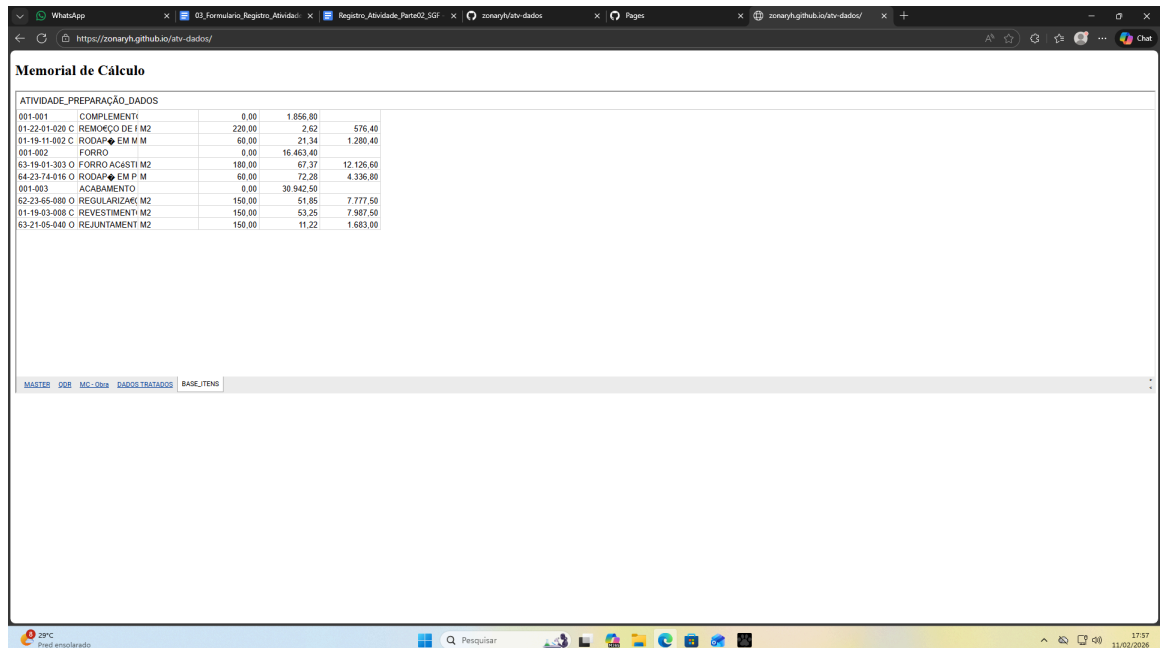 WhatsApp
03_Formulario_Registro_Atividade
Registro_Atividade_Parte02_SGF -
zonaryh/atv-dados
Pages
zonaryh.github.io/atv-dados/
https://zonaryh.github.io/atv-dados/
Chat
Memorial de Cálculo
ATIVIDADE_PREPARAÇÃO_DADOS
001-001 COMPLEMENT 0,00 1.856,80
01-22-01-020 C REMO€ÇO DE M2 220,00 2,62 576,40
01-19-11-002 C RODAP� EM M M 60,00 21,34 1.280,40
001-002 FORRO 0,00 16.463,40
63-19-01-303 O FORRO ACéSTI M2 180,00 67,37 12.126,60
64-23-74-016 O RODAP� EM P M 60,00 72,28 4.336,80
001-003 ACABAMENTO 0,00 30.942,50
62-23-65-080 O REGULARIZA€ M2 150,00 51,85 7.777,50
01-19-03-008 C REVESTIMENT M2 150,00 53,25 7.987,50
63-21-05-040 O REJUNTAMENT M2 150,00 11,22 1.683,00
MASTER QDR MC - Obra DADOS TRATADOS BASE_ITENS
8
29°C
Pred ensolarado
Pesquisar
17:57
11/02/2026